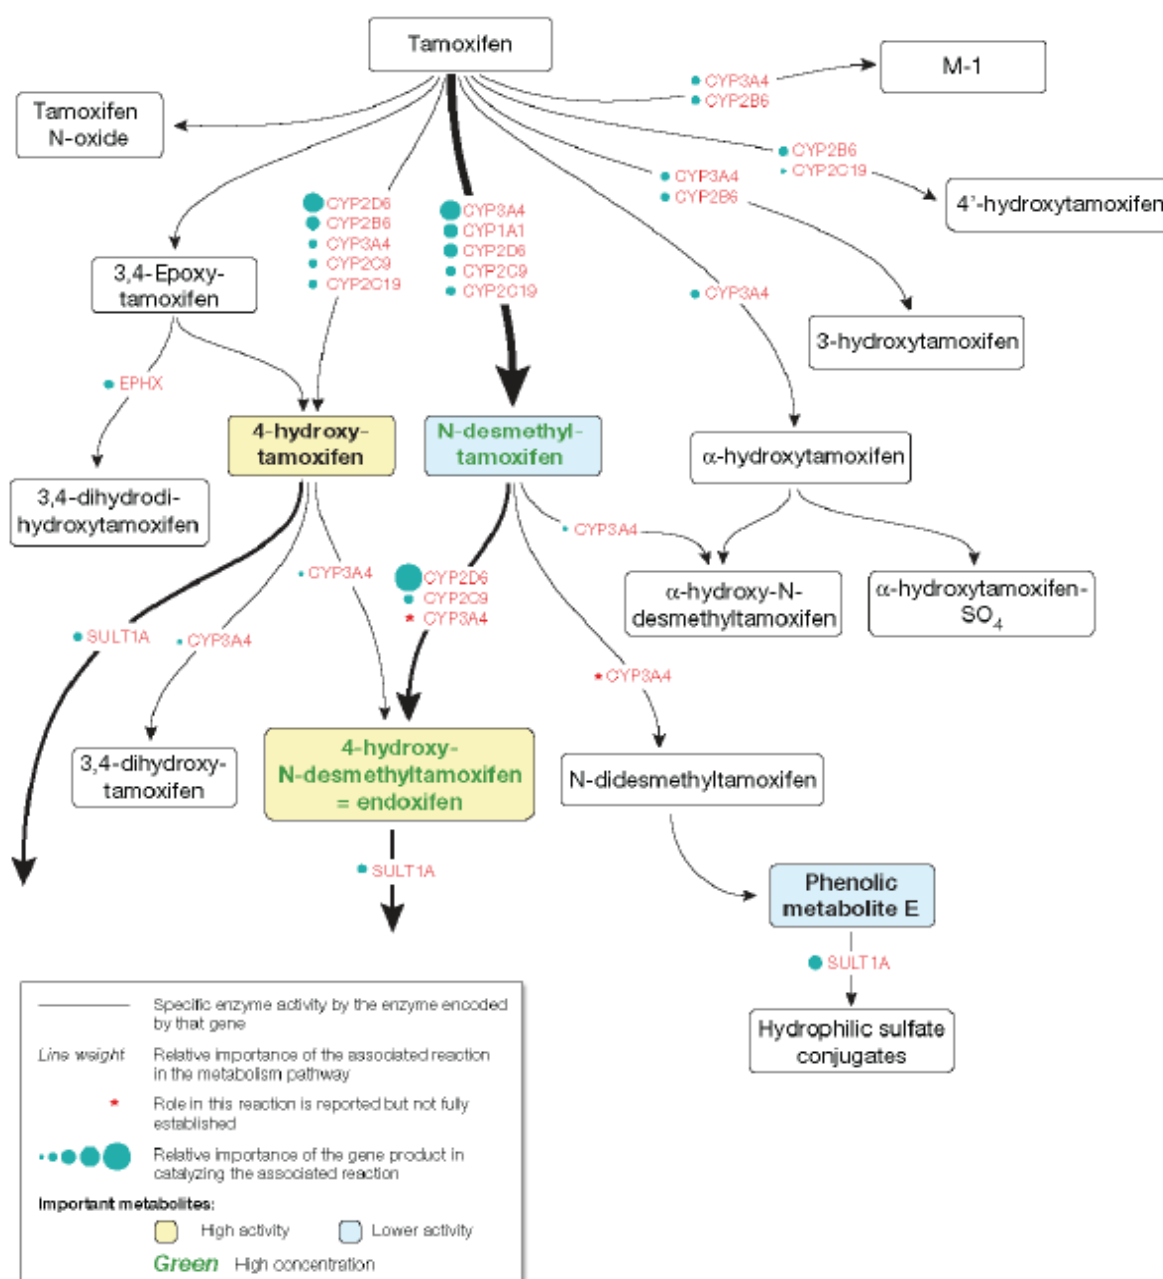 Tamoxifen
M-1
CYP3A4
CYP2B6
Tamoxifen
N-oxide
CYP2B6
CYP2C19
CYP3A4
CYP2B6
4'-hydroxytamoxifen
CYP2D6
CYP2B6
CYP3A4
CYP2C9
CYP2C19
CYP3A4
CYP1A1
CYP2D6
CYP2C9
CYP2C19
3,4-Epoxy-
tamoxifen
CYP3A4
3-hydroxytamoxifen
EPHX
4-hydroxy-
tamoxifen
N-desmethyl-
tamoxifen
α-hydroxytamoxifen
3,4-dihydrodi-
hydroxytamoxifen
CYP3A4
CYP3A4
CYP2D6
CYP2C9
* CYP3A4
α-hydroxy-N-
desmethyltamoxifen
α-hydroxytamoxifen-
SO4
SULT1A
CYP3A4
* CYP3A4
3,4-dihydroxy-
tamoxifen
4-hydroxy-
N-desmethyltamoxifen
= endoxifen
N-didesmethyltamoxifen
SULT1A
Phenolic
metabolite E
SULT1A
Hydrophilic sulfate
conjugates
Specific enzyme activity by the enzyme encoded
by that gene
Line weight Relative importance of the associated reaction
in the metabolism pathway
* Role in this reaction is reported but not fully
established
Relative importance of the gene product in
catalyzing the associated reaction
Important metabolites:
High activity Lower activity
Green High concentration